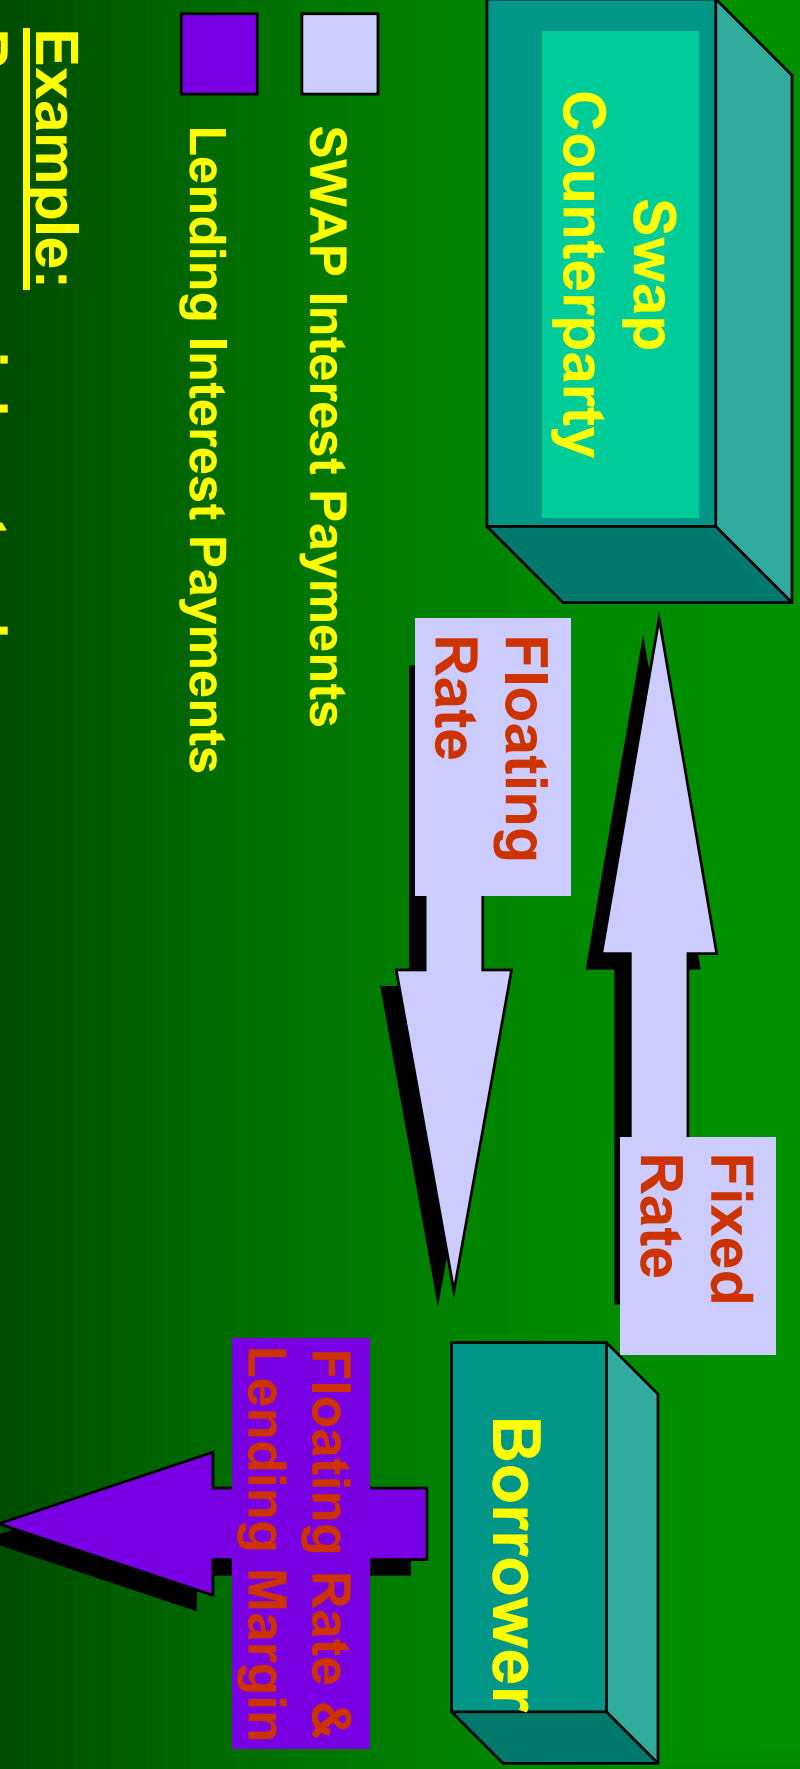 Swap
Counterparty
Fixed
Rate
Floating
Rate
Borrower
SWAP Interest Payments
Lending Interest Payments
Floating Rate &
Lending Margin
Example: